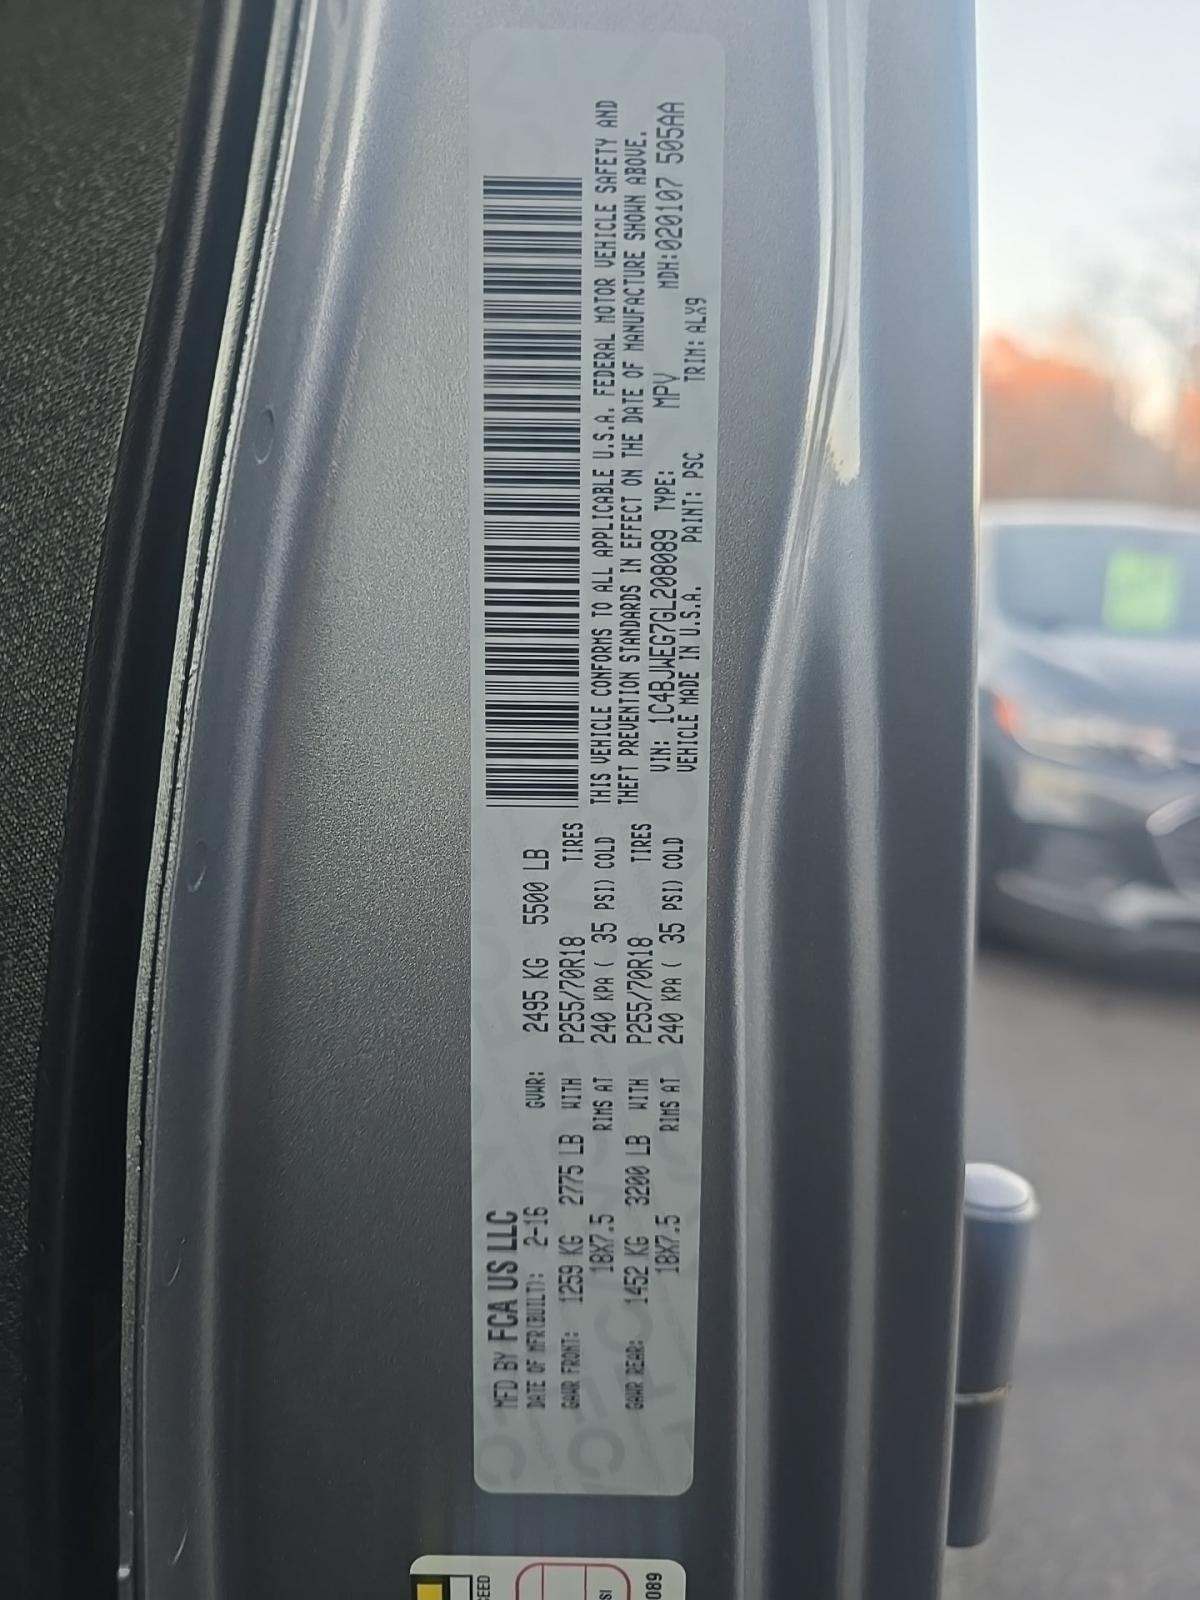 MFD BY FCA US LLC
DATE OF MFR(BUILT): 2-16 GVWR: 2495 KG 5500 LB
GAWR FRONT: 1259 KG 2775 LB WITH P255/70R18 TIRES
18X7.5 RIMS AT 240 KPA ( 35 PSI) COLD
GAWR REAR: 1452 KG 3200 LB WITH P255/70R18 TIRES
18X7.5 RIMS AT 240 KPA ( 35 PSI) COLD
THIS VEHICLE CONFORMS TO ALL APPLICABLE U.S.A. FEDERAL MOTOR VEHICLE SAFETY AND
THEFT PREVENTION STANDARDS IN EFFECT ON THE DATE OF MANUFACTURE SHOWN ABOVE.
VIN: 1C4BJWEG7GL208089 TYPE: MPV MDH:020107 505AA
VEHICLE MADE IN U.S.A. PAINT: PSC TRIM: ALX9
089